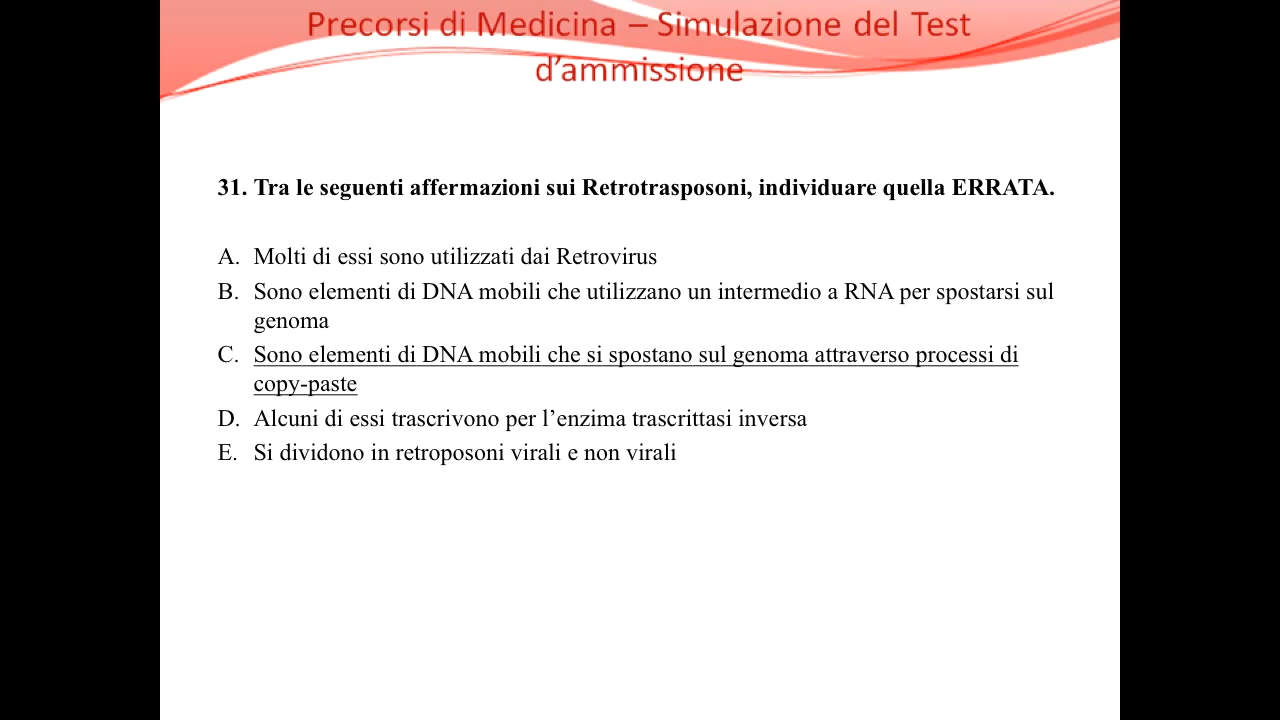 Precorsi di Medicina – Simulazione del Test
d'ammissione
31. Tra le seguenti affermazioni sui Retrotrasposoni, individuare quella ERRATA.
A. Molti di essi sono utilizzati dai Retrovirus
B. Sono elementi di DNA mobili che utilizzano un intermedio a RNA per spostarsi sul
genoma
C. Sono elementi di DNA mobili che si spostano sul genoma attraverso processi di
copy-paste
D. Alcuni di essi trascrivono per l’enzima trascrittasi inversa
E. Si dividono in retroposoni virali e non virali